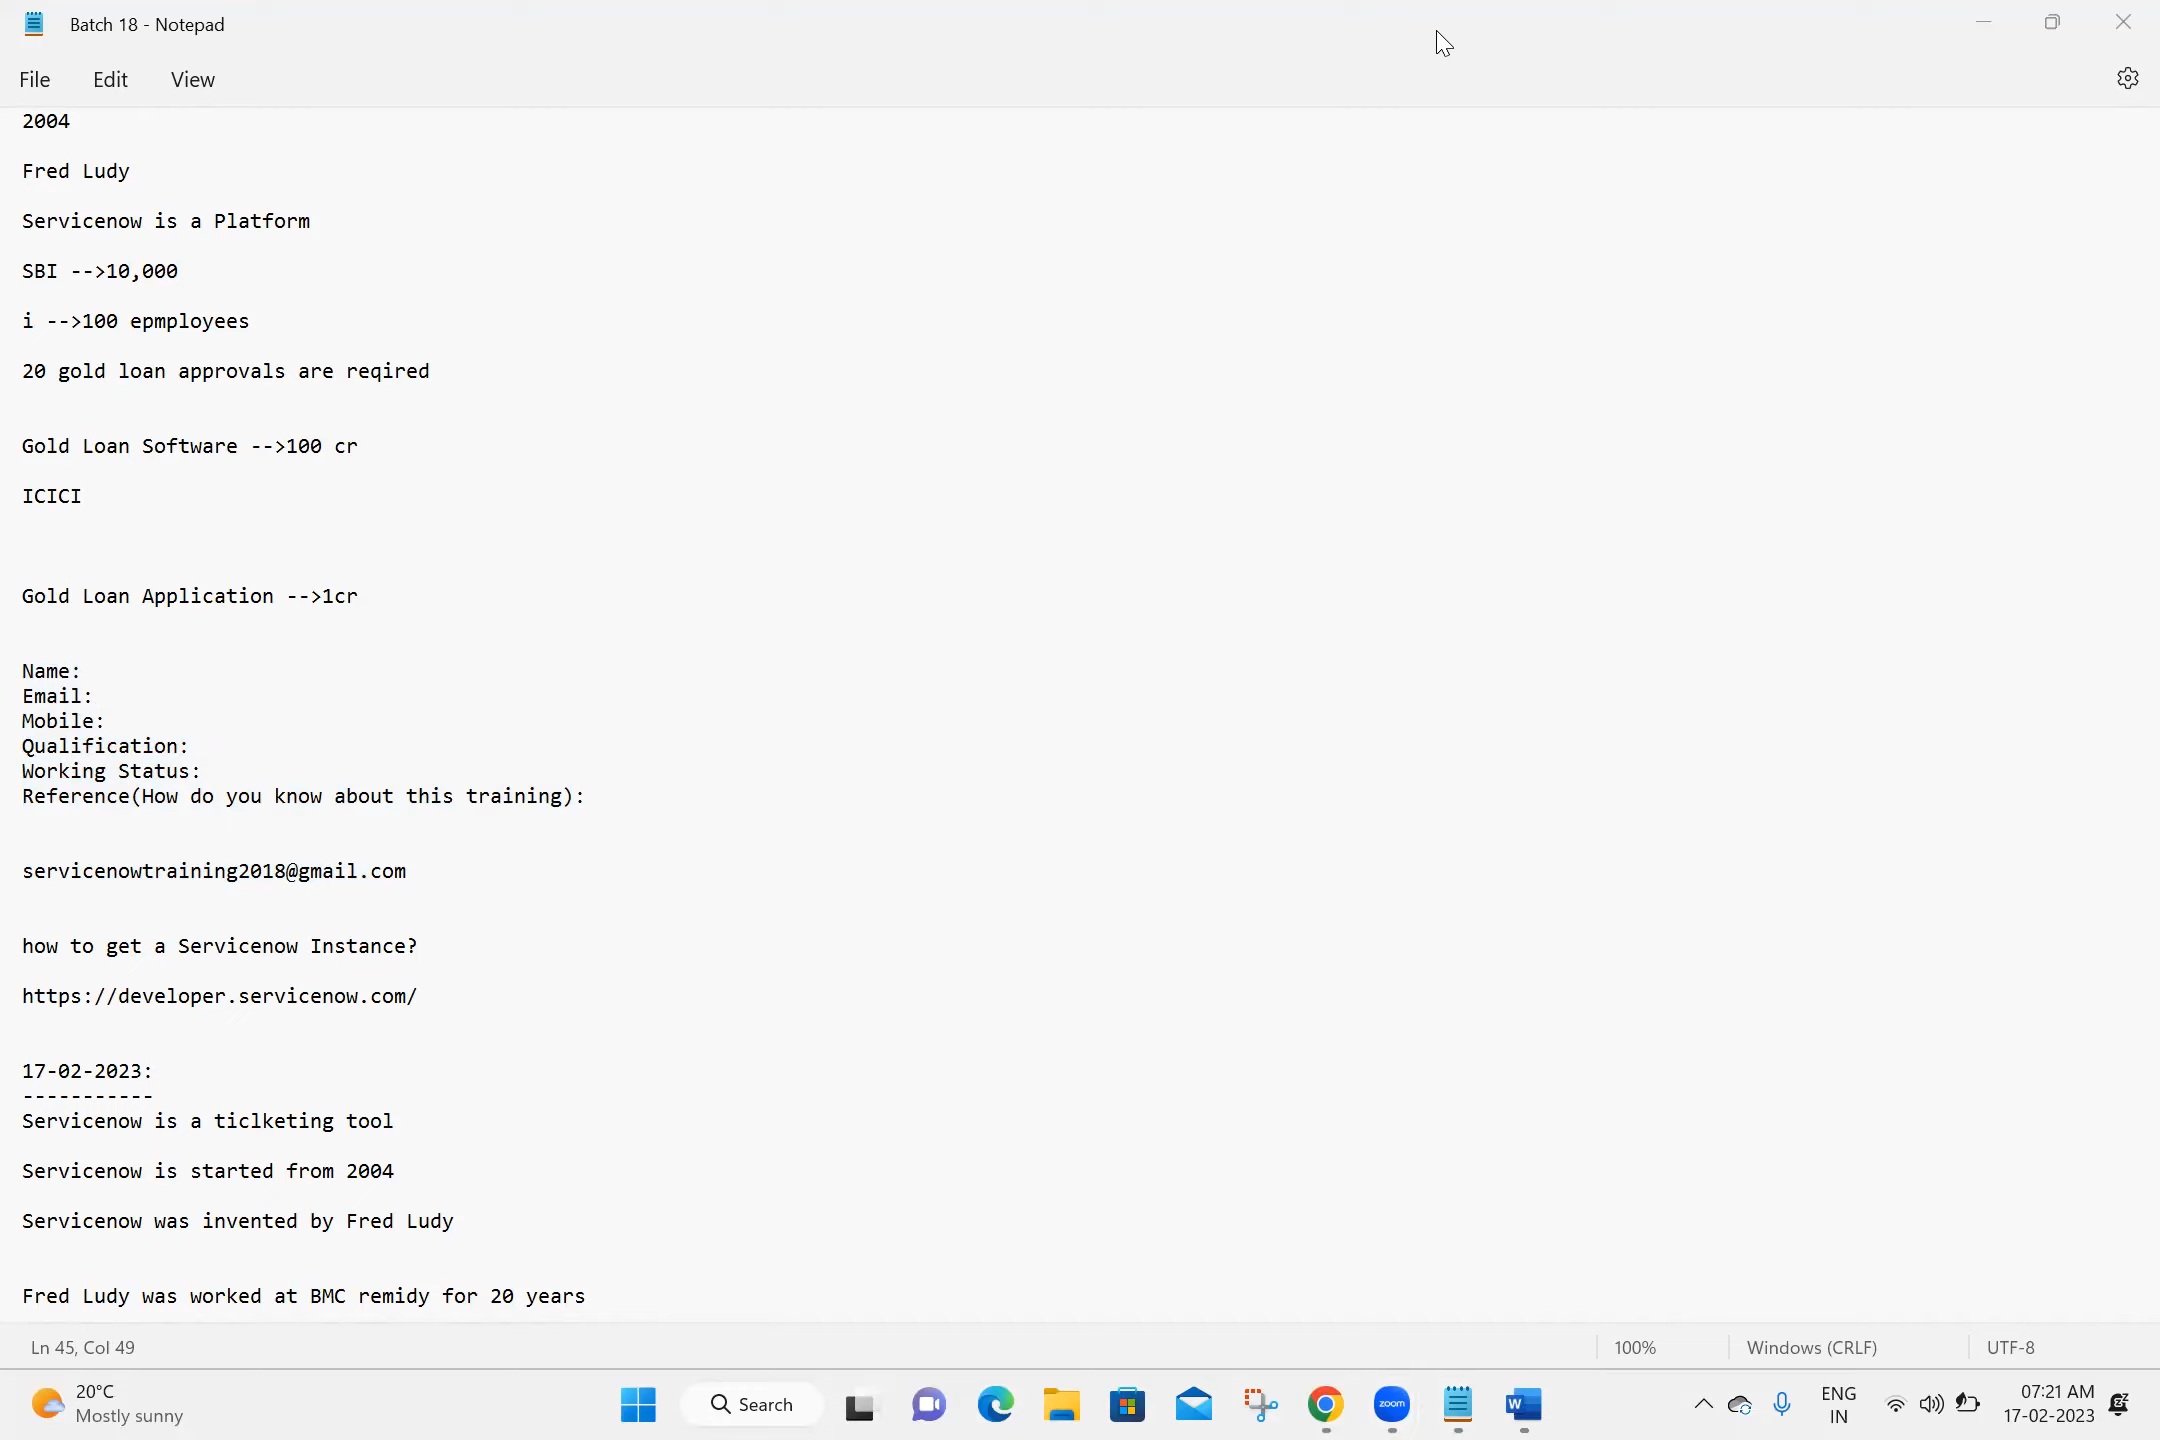 Batch 18 - Notepad
File Edit View
2004
Fred Ludy
Servicenow is a Platform
SBI -->10,000
i -->100 epmployees
20 gold loan approvals are reqired
Gold Loan Software -->100 cr
ICICI
Gold Loan Application -->1cr
Name:
Email:
Mobile:
Qualification:
Working Status:
Reference(How do you know about this training):
servicenowtraining2018@gmail.com
how to get a Servicenow Instance?
https://developer.servicenow.com/
17-02-2023:
-----------
Servicenow is a ticlketing tool
Servicenow is started from 2004
Servicenow was invented by Fred Ludy
Fred Ludy was worked at BMC remidy for 20 years
Ln 45, Col 49 100% Windows (CRLF) UTF-8
20°C
Mostly sunny
Search
zoom
W
ENG
IN
07:21 AM
17-02-2023